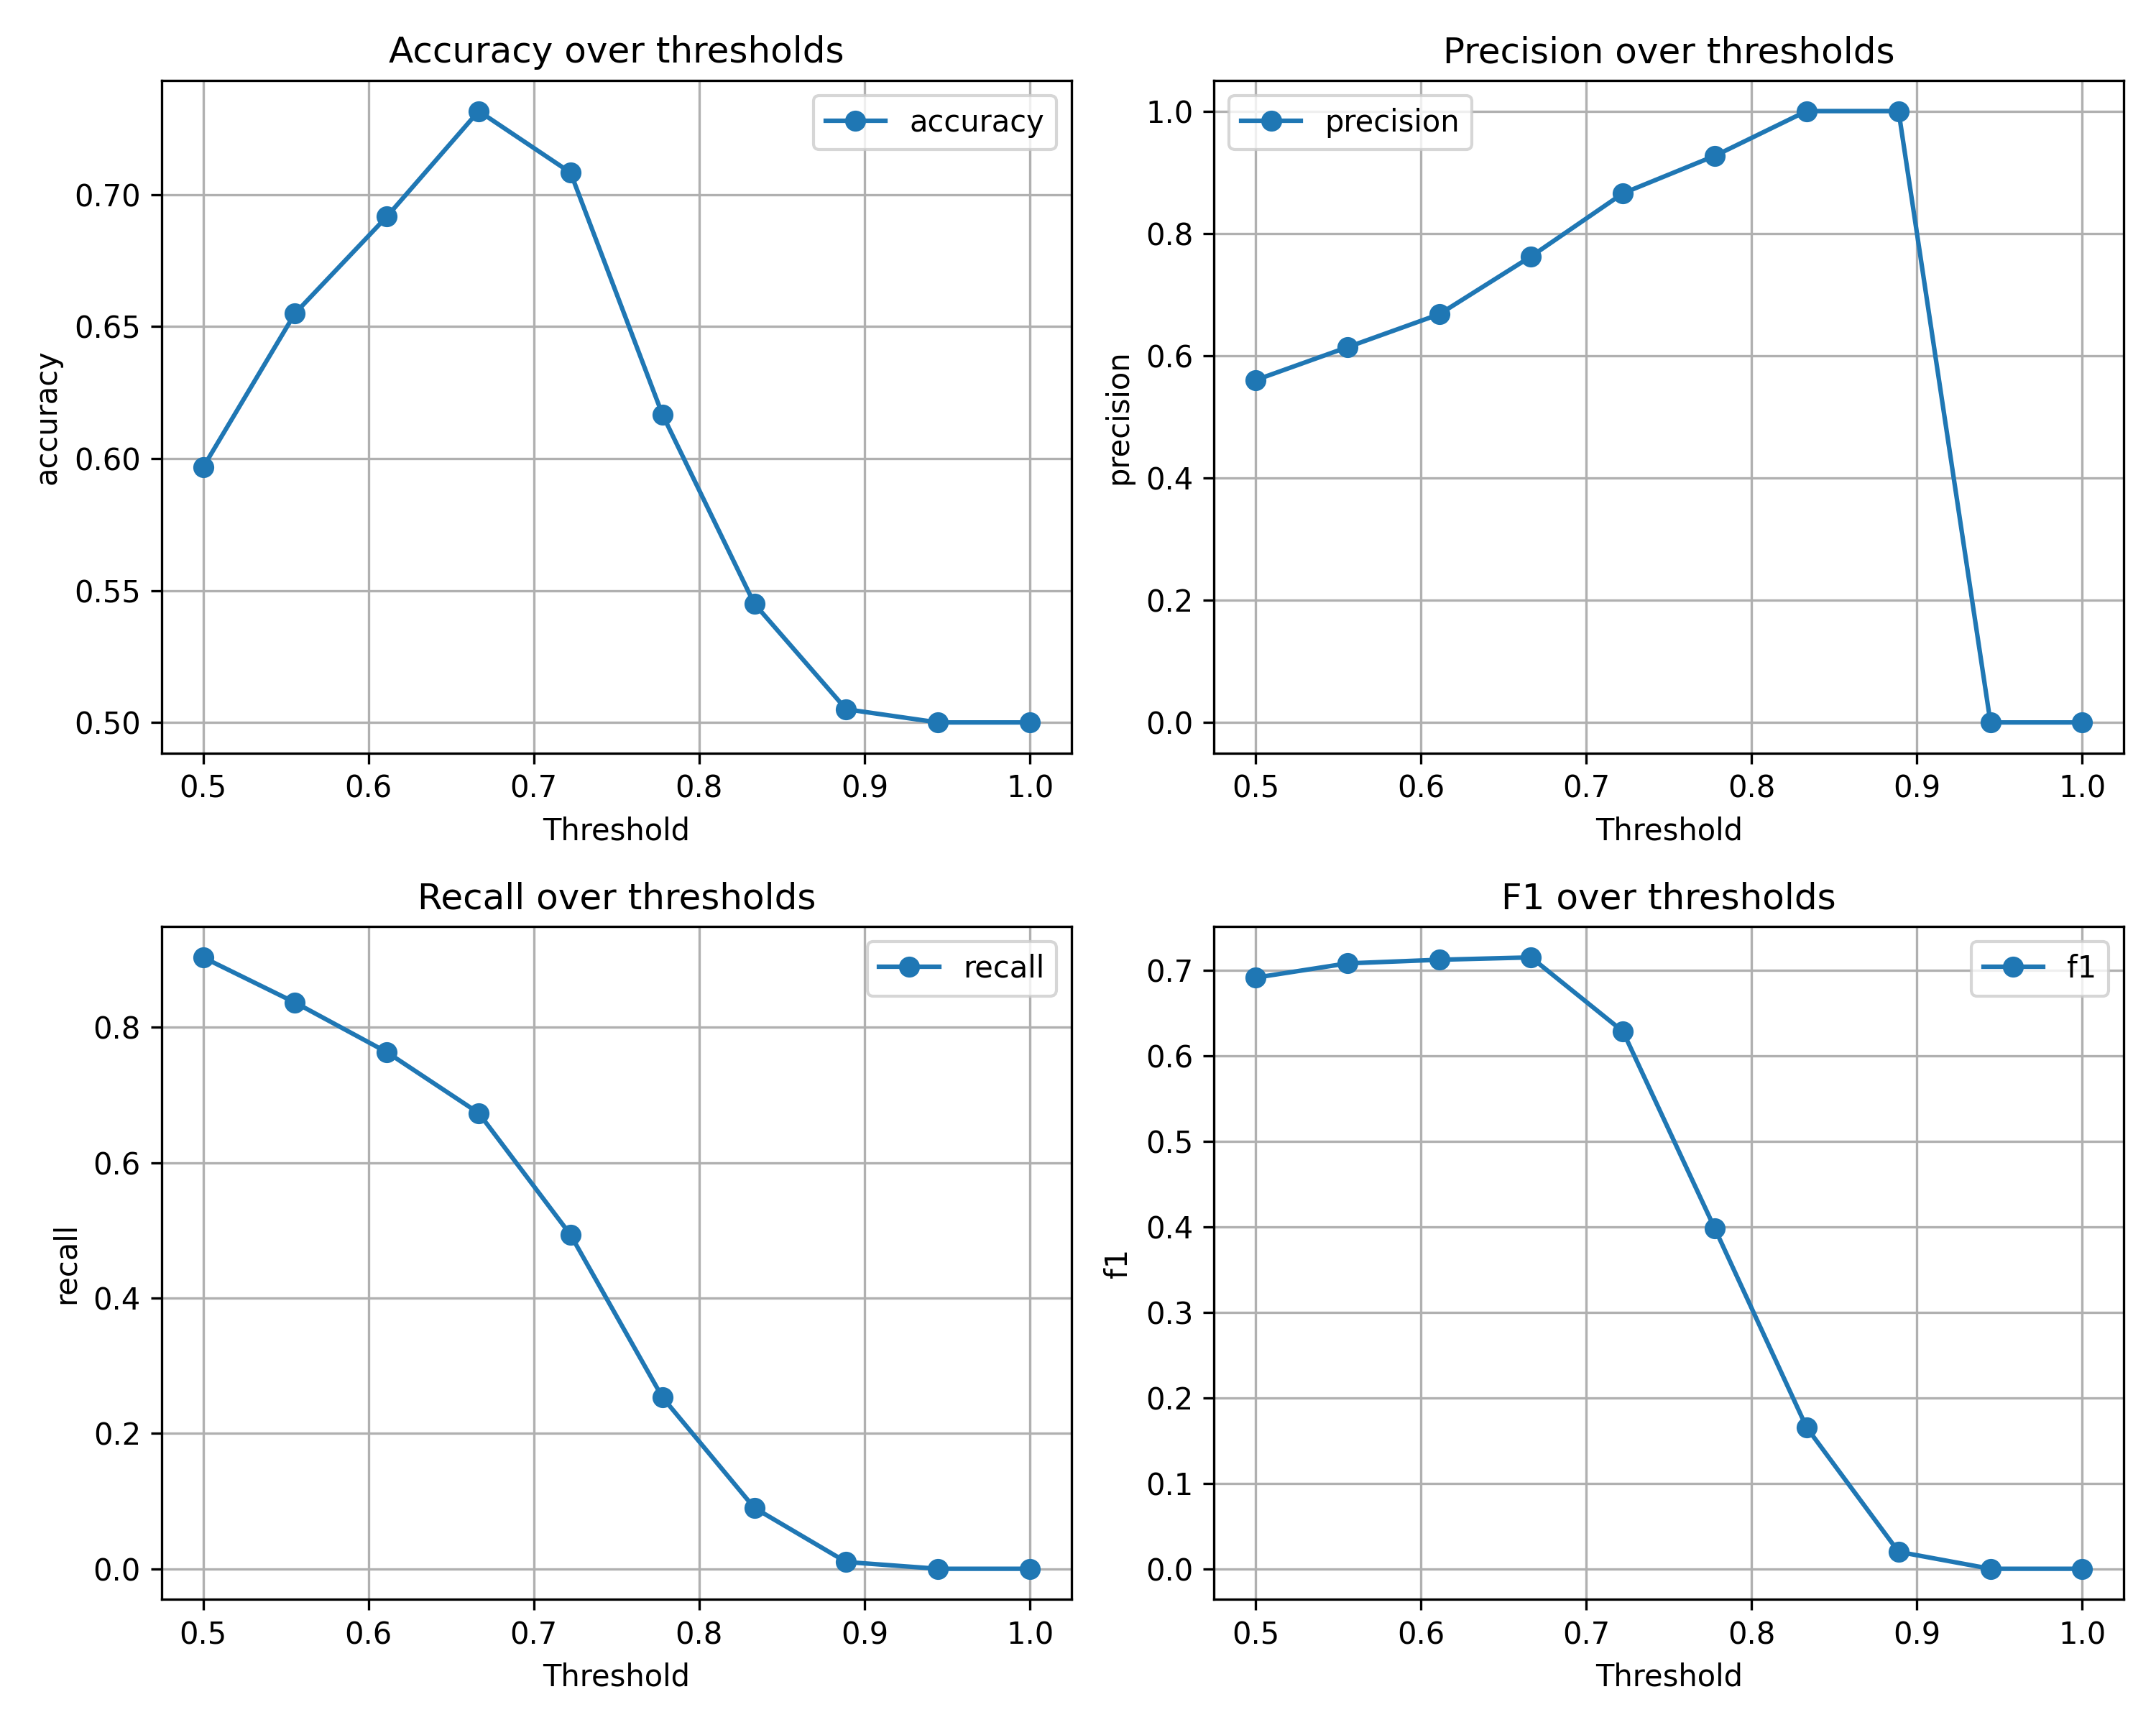 Accuracy over thresholds
accuracy
accuracy
0.70
0.65
0.60
0.55
0.50
0.5 0.6 0.7 0.8 0.9 1.0
Threshold
Precision over thresholds
precision
precision
1.0
0.8
0.6
0.4
0.2
0.0
0.5 0.6 0.7 0.8 0.9 1.0
Threshold
Recall over thresholds
recall
recall
0.8
0.6
0.4
0.2
0.0
0.5 0.6 0.7 0.8 0.9 1.0
Threshold
F1 over thresholds
f1
f1
0.7
0.6
0.5
0.4
0.3
0.2
0.1
0.0
0.5 0.6 0.7 0.8 0.9 1.0
Threshold